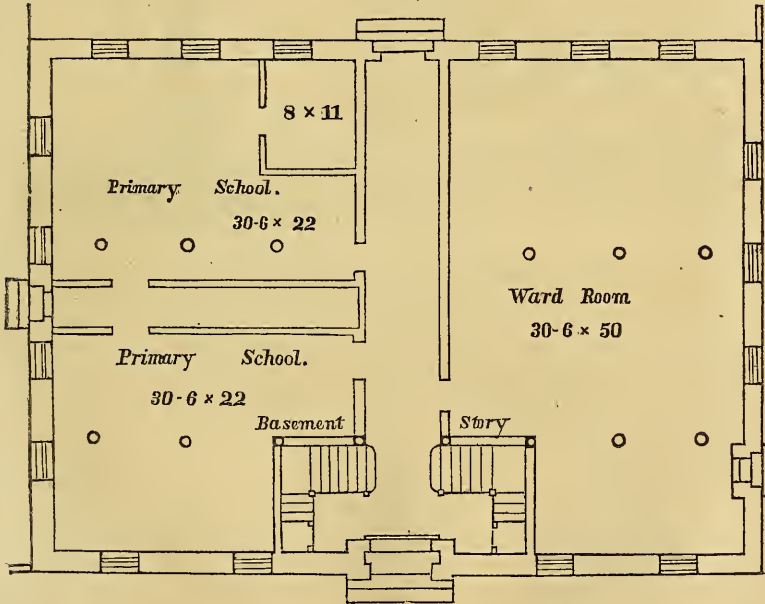 8 × 11
Primary School.
30-6 × 22
Ward Room
30-6 × 50
Primary School.
30-6 × 22
Basement Story